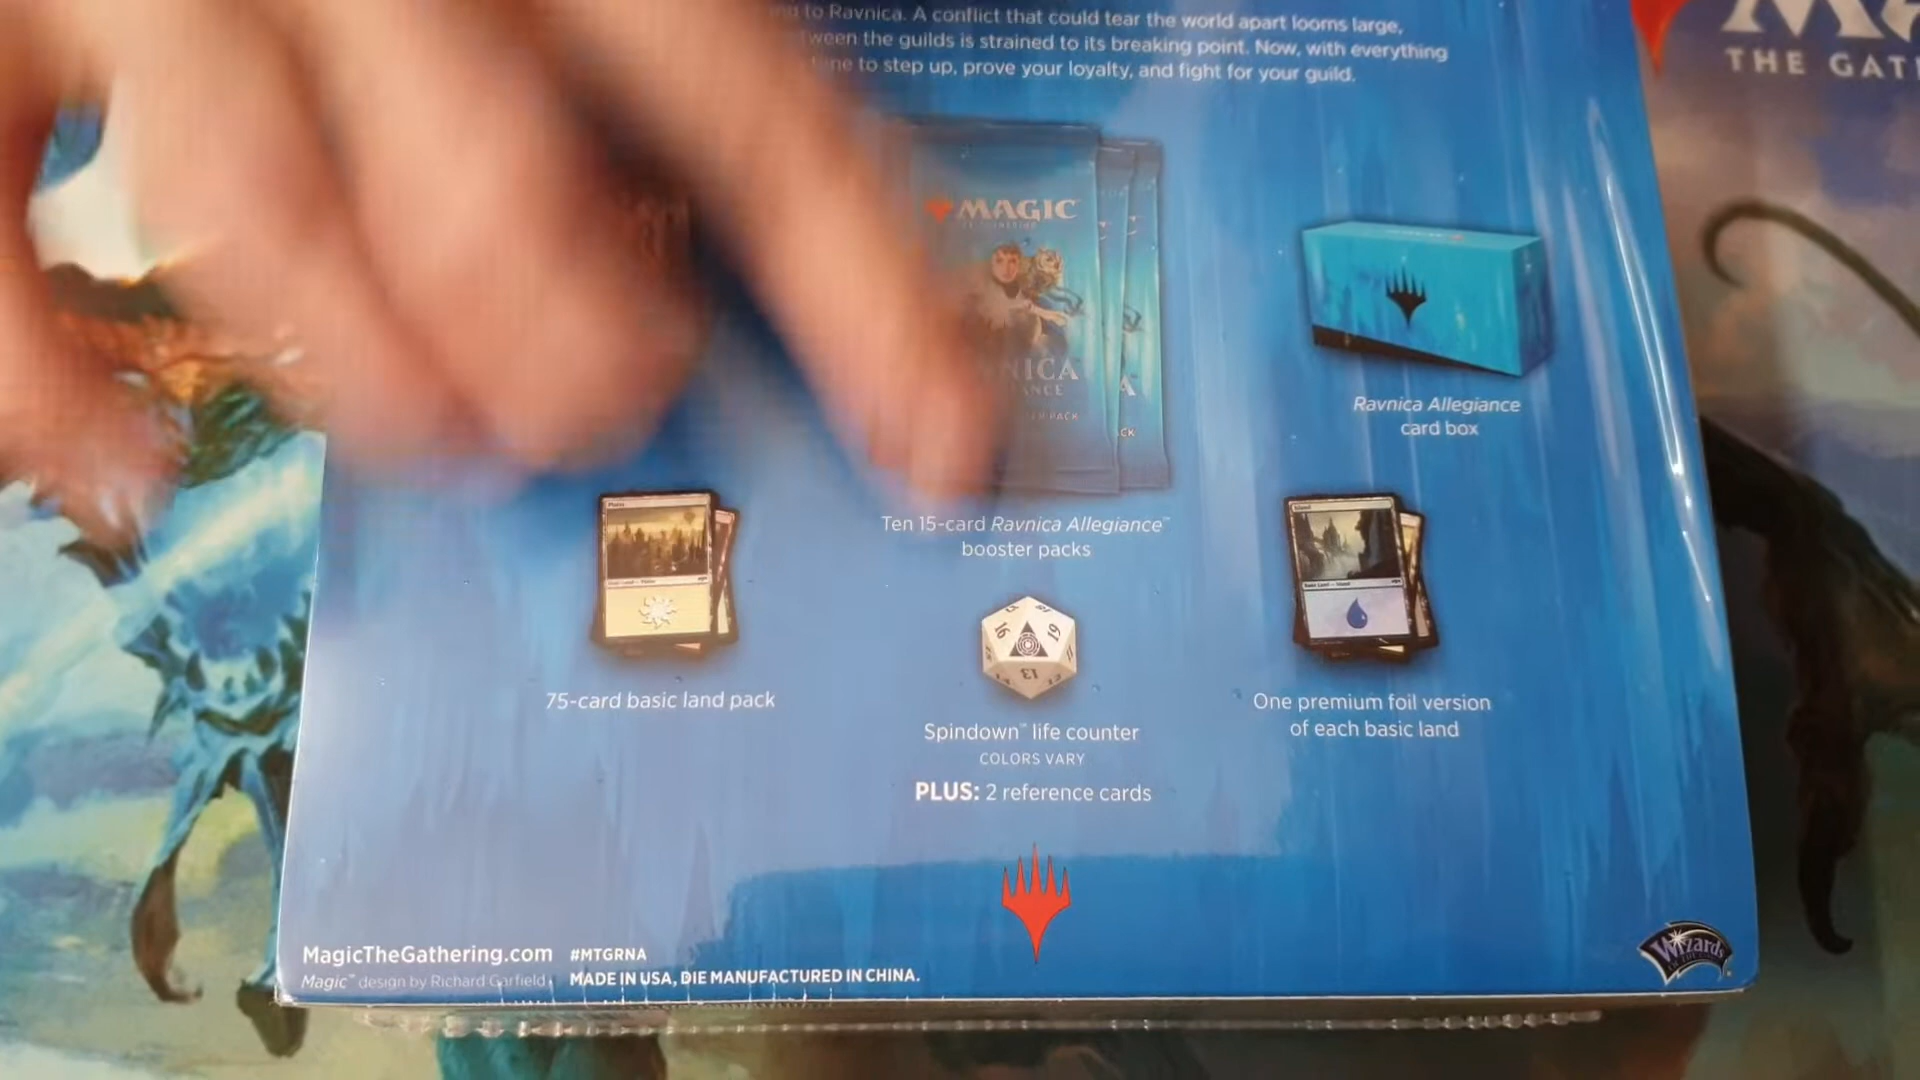 to Ravnica. A conflict that could tear the world apart looms large,
the guilds is strained to its breaking point. Now, with everything
to step up, prove your loyalty, and fight for your guild.
THE GAT
MAGIC
Ravnica Allegiance
card box
Ten 15-card Ravnica Allegiance™
booster packs
75-card basic land pack
16
19
13
Spindown™ life counter
COLORS VARY
PLUS: 2 reference cards
One premium foil version
of each basic land
MagicTheGathering.com #MTGRNA
Magic™ design by Richard Garfield
MADE IN USA, DIE MANUFACTURED IN CHINA.
Wizards